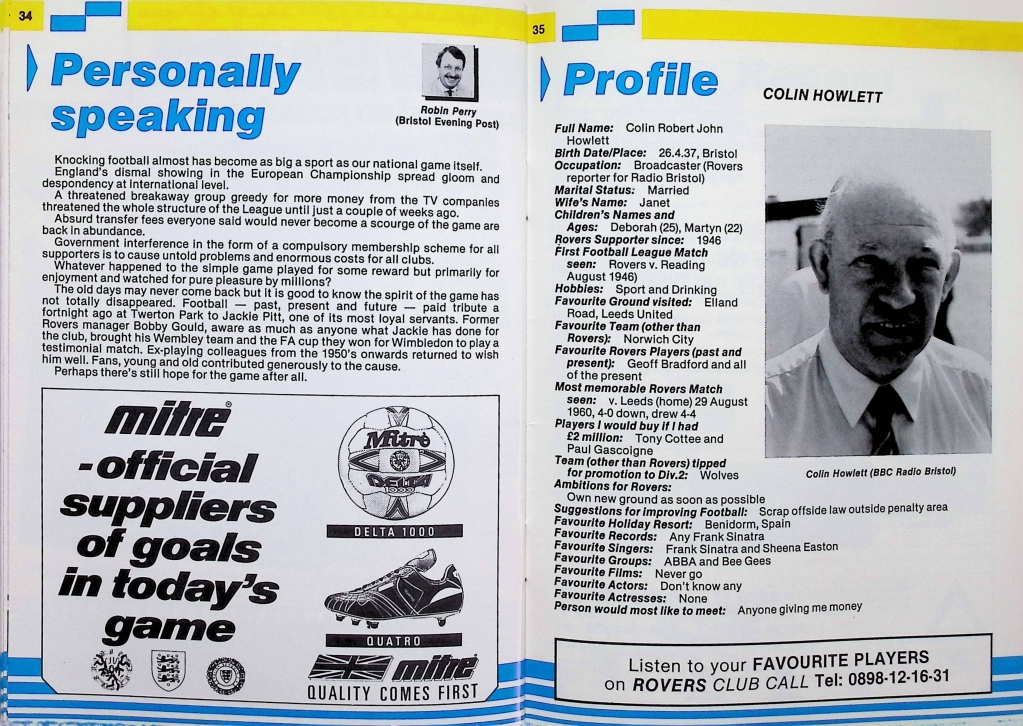 34
Personally
speaking
Robin Perry
(Bristol Evening Post)
Knocking football almost has become as big a sport as our national game itself.
England's dismal showing in the European Championship spread gloom and
despondency at international level.
A threatened breakaway group greedy for more money from the TV companies
threatened the whole structure of the League until just a couple of weeks ago.
Absurd transfer fees everyone said would never become a scourge of the game are
back in abundance.
Government interference in the form of a compulsory membership scheme for all
supporters is to cause untold problems and enormous costs for all clubs.
Whatever happened to the simple game played for some reward but primarily for
enjoyment and watched for pure pleasure by millions?
The old days may never come back but it is good to know the spirit of the game has
not totally disappeared. Football — past, present and future — paid tribute a
fortnight ago at Twerton Park to Jackie Pitt, one of its most loyal servants. Former
Rovers manager Bobby Gould, aware as much as anyone what Jackie has done for
the club, brought his Wembley team and the FA cup they won for Wimbledon to play a
testimonial match. Ex-playing colleagues from the 1950's onwards returned to wish
him well. Fans, young and old contributed generously to the cause.
Perhaps there's still hope for the game after all.
mitre®
-official
suppliers
of goals
in today's
game
Mitre
DELTA
1000
DELTA 1000
QUATRO
mitre
QUALITY COMES FIRST
35
Profile
COLIN HOWLETT
Full Name: Colin Robert John
Howlett
Birth Date/Place: 26.4.37, Bristol
Occupation: Broadcaster (Rovers
reporter for Radio Bristol)
Marital Status: Married
Wife's Name: Janet
Children's Names and
Ages: Deborah (25), Martyn (22)
Rovers Supporter since: 1946
First Football League Match
seen: Rovers v. Reading
August 1946)
Hobbies: Sport and Drinking
Favourite Ground visited: Elland
Road, Leeds United
Favourite Team (other than
Rovers): Norwich City
Favourite Rovers Players (past and
present): Geoff Bradford and all
of the present
Most memorable Rovers Match
seen: v. Leeds (home) 29 August
1960, 4-0 down, drew 4-4
Players I would buy if I had
£2 million: Tony Cottee and
Paul Gascoigne
Team (other than Rovers) tipped
for promotion to Div.2: Wolves
Ambitions for Rovers:
Own new ground as soon as possible
Suggestions for improving Football: Scrap offside law outside penalty area
Favourite Holiday Resort: Benidorm, Spain
Favourite Records: Any Frank Sinatra
Favourite Singers: Frank Sinatra and Sheena Easton
Favourite Groups: ABBA and Bee Gees
Favourite Films: Never go
Favourite Actors: Don't know any
Favourite Actresses: None
Person would most like to meet: Anyone giving me money
Colin Howlett (BBC Radio Bristol)
Listen to your FAVOURITE PLAYERS
on ROVERS CLUB CALL Tel: 0898-12-16-31